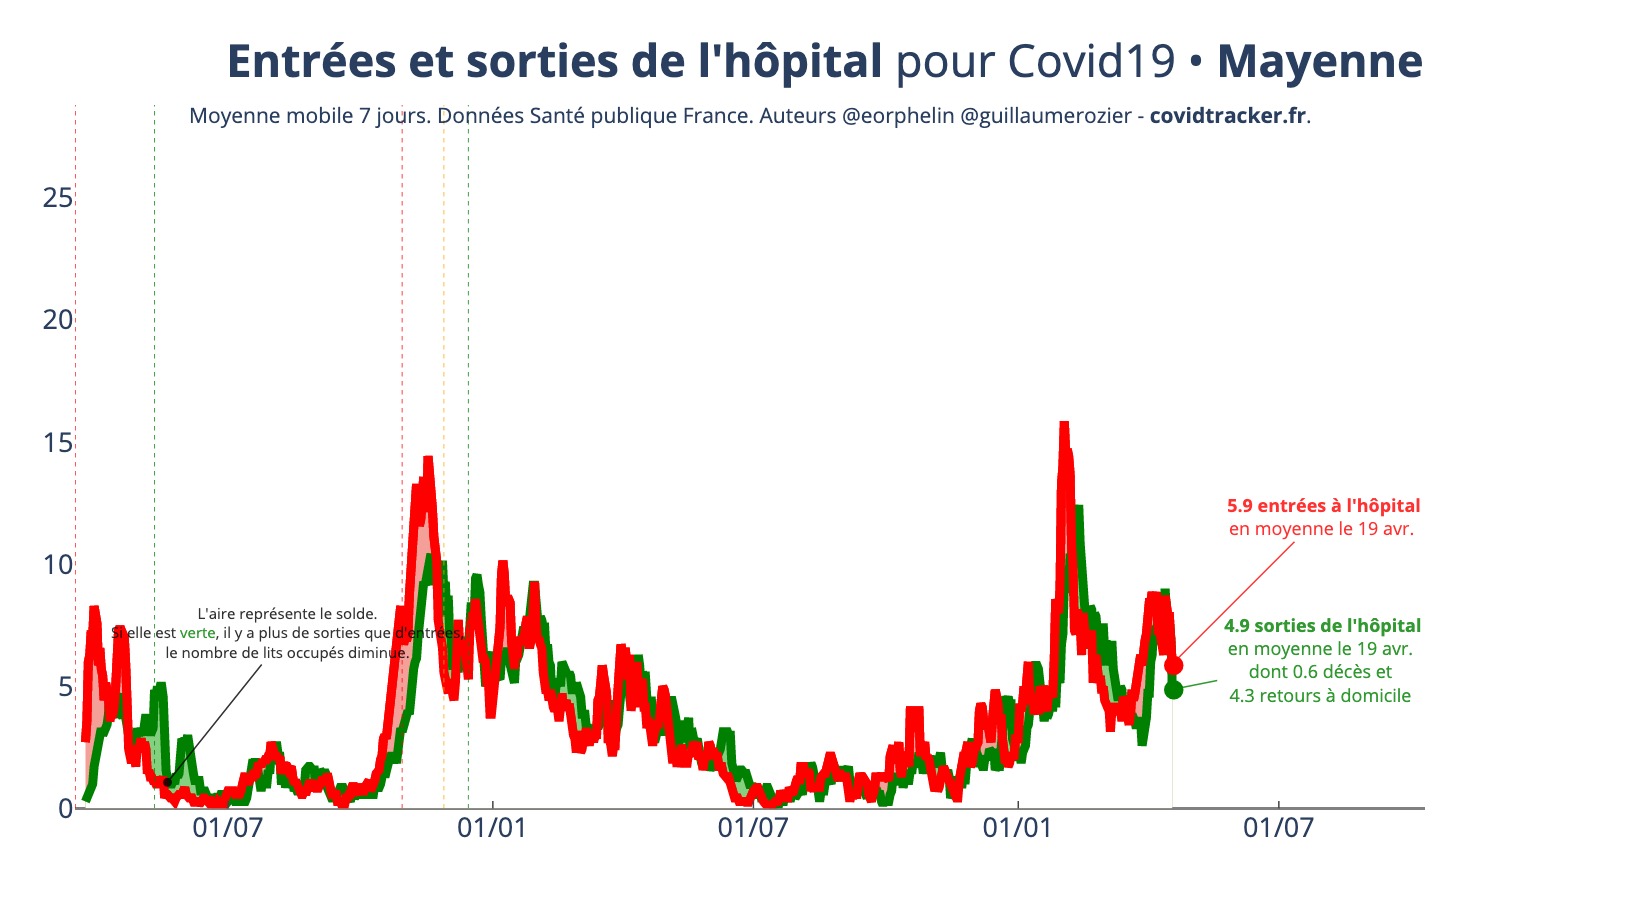 Entrées et sorties de l'hôpital pour Covid19 • Mayenne
Moyenne mobile 7 jours. Données Santé publique France. Auteurs @eorphelin @guillaumerozier - covidtracker.fr.
25
20
15
10
5
0
L'aire représente le solde.
Si elle est verte, il y a plus de sorties que d'entrées,
le nombre de lits occupés diminue.
5.9 entrées à l'hôpital
en moyenne le 19 avr.
4.9 sorties de l'hôpital
en moyenne le 19 avr.
dont 0.6 décès et
4.3 retours à domicile
01/07
01/01
01/07
01/01
01/07